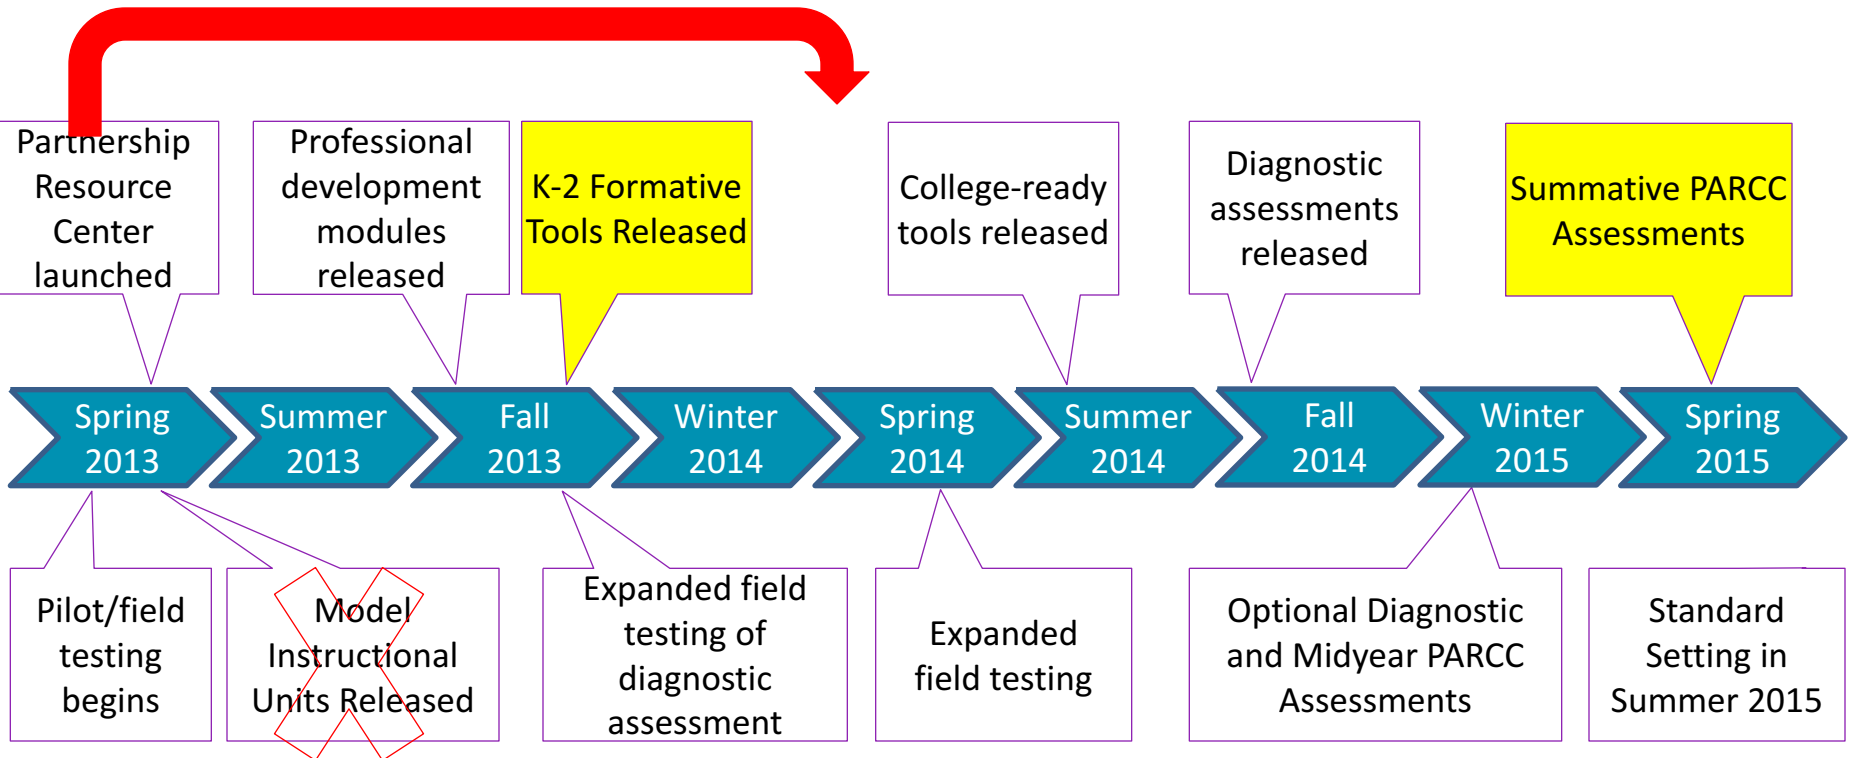 Partnership
Resource
Center
launched
Professional
development
modules
released
K-2 Formative
Tools Released
College-ready
tools released
Diagnostic
assessments
released
Summative PARCC
Assessments
Spring
2013
Summer
2013
Fall
2013
Winter
2014
Spring
2014
Summer
2014
Fall
2014
Winter
2015
Spring
2015
Pilot/field
testing
begins
Model
Instructional
Units Released
Expanded field
testing of
diagnostic
assessment
Expanded
field testing
Optional Diagnostic
and Midyear PARCC
Assessments
Standard
Setting in
Summer 2015